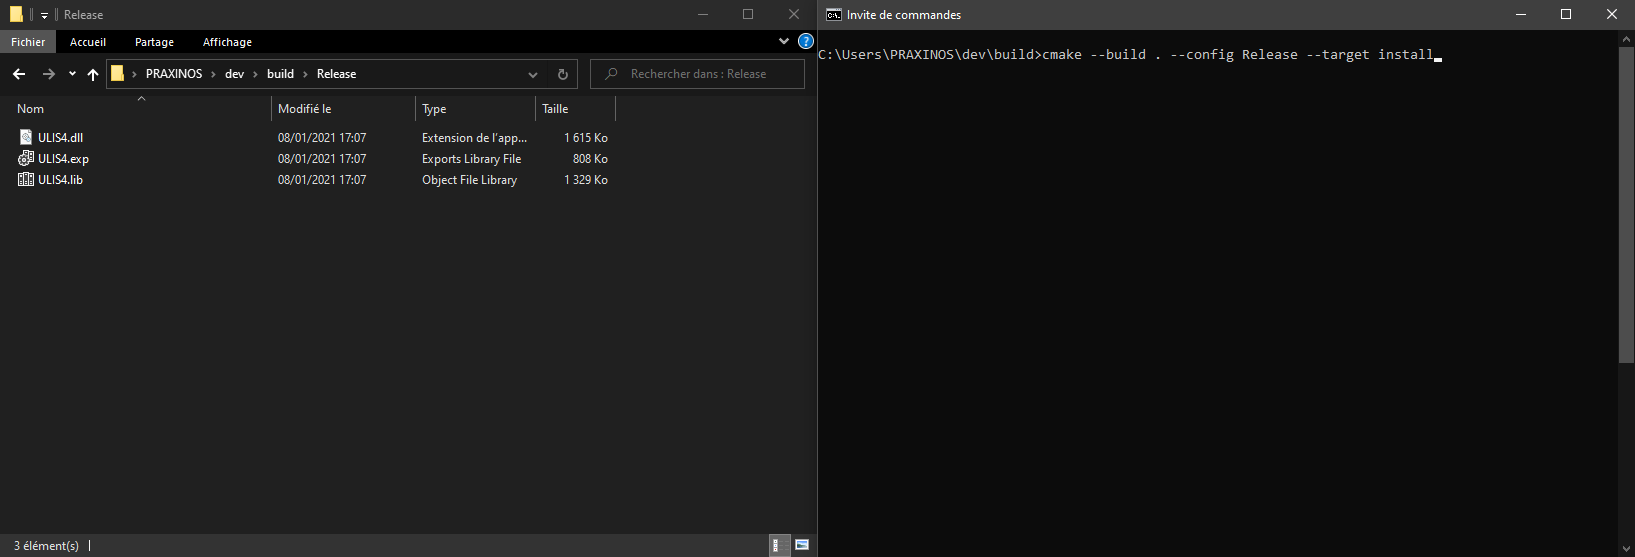 Release
Fichier Accueil Partage Affichage
PRAXINOS dev build Release
Rechercher dans : Release
Nom Modifié le Type Taille
ULIS4.dll 08/01/2021 17:07 Extension de l'app... 1 615 Ko
ULIS4.exp 08/01/2021 17:07 Exports Library File 808 Ko
ULIS4.lib 08/01/2021 17:07 Object File Library 1 329 Ko
3 élément(s)
Invite de commandes
C:\Users\PRAXINOS\dev\build>cmake --build . --config Release --target install